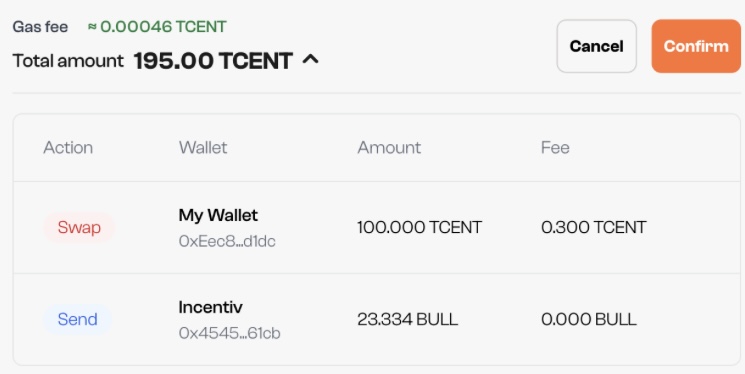 Gas fee ≈ 0.00046 TCENT
Total amount 195.00 TCENT
Cancel Confirm
Action Wallet Amount Fee
Swap My Wallet 100.000 TCENT 0.300 TCENT
0xEec8...d1dc
Send Incentiv 23.334 BULL 0.000 BULL
0x4545...61cb